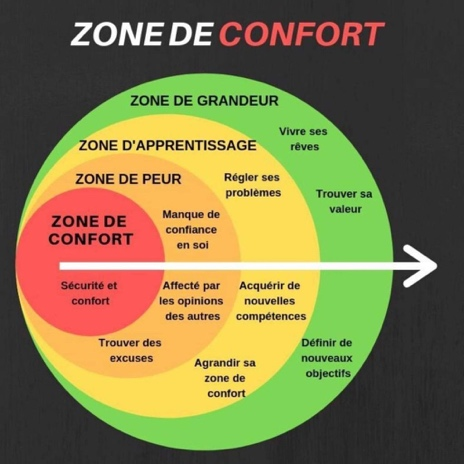 ZONE DE CONFORT
ZONE DE GRANDEUR
Vivre ses
rêves
ZONE D'APPRENTISSAGE
Régler ses
problèmes
Trouver sa
valeur
ZONE DE PEUR
Manque de
confiance
en soi
ZONE DE
CONFORT
Sécurité et
confort
Affecté par
les opinions
des autres
Acquérir de
nouvelles
compétences
Trouver des
excuses
Agrandir sa
zone de
confort
Définir de
nouveaux
objectifs